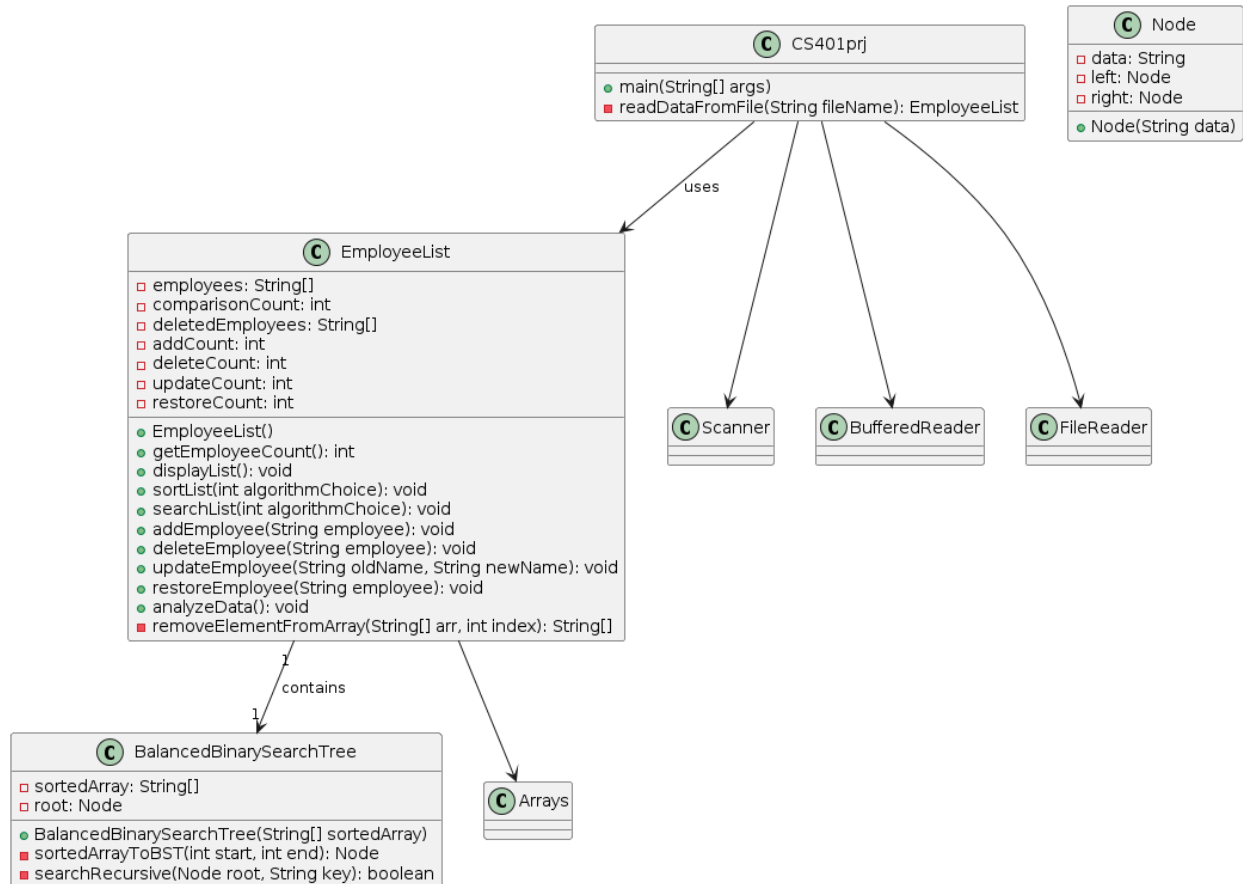 C CS401prj
main(String[] args)
readDataFromFile(String fileName): EmployeeList
C Node
data: String
left: Node
right: Node
Node(String data)
uses
C EmployeeList
employees: String[]
comparisonCount: int
deletedEmployees: String[]
addCount: int
deleteCount: int
updateCount: int
restoreCount: int
EmployeeList()
getEmployeeCount(): int
displayList(): void
sortList(int algorithmChoice): void
searchList(int algorithmChoice): void
addEmployee(String employee): void
deleteEmployee(String employee): void
updateEmployee(String oldName, String newName): void
restoreEmployee(String employee): void
analyzeData(): void
removeElementFromArray(String[] arr, int index): String[]
C Scanner
C BufferedReader
C FileReader
1
contains
1
C BalancedBinarySearchTree
sortedArray: String[]
root: Node
BalancedBinarySearchTree(String[] sortedArray)
sortedArrayToBST(int start, int end): Node
searchRecursive(Node root, String key): boolean
C Arrays